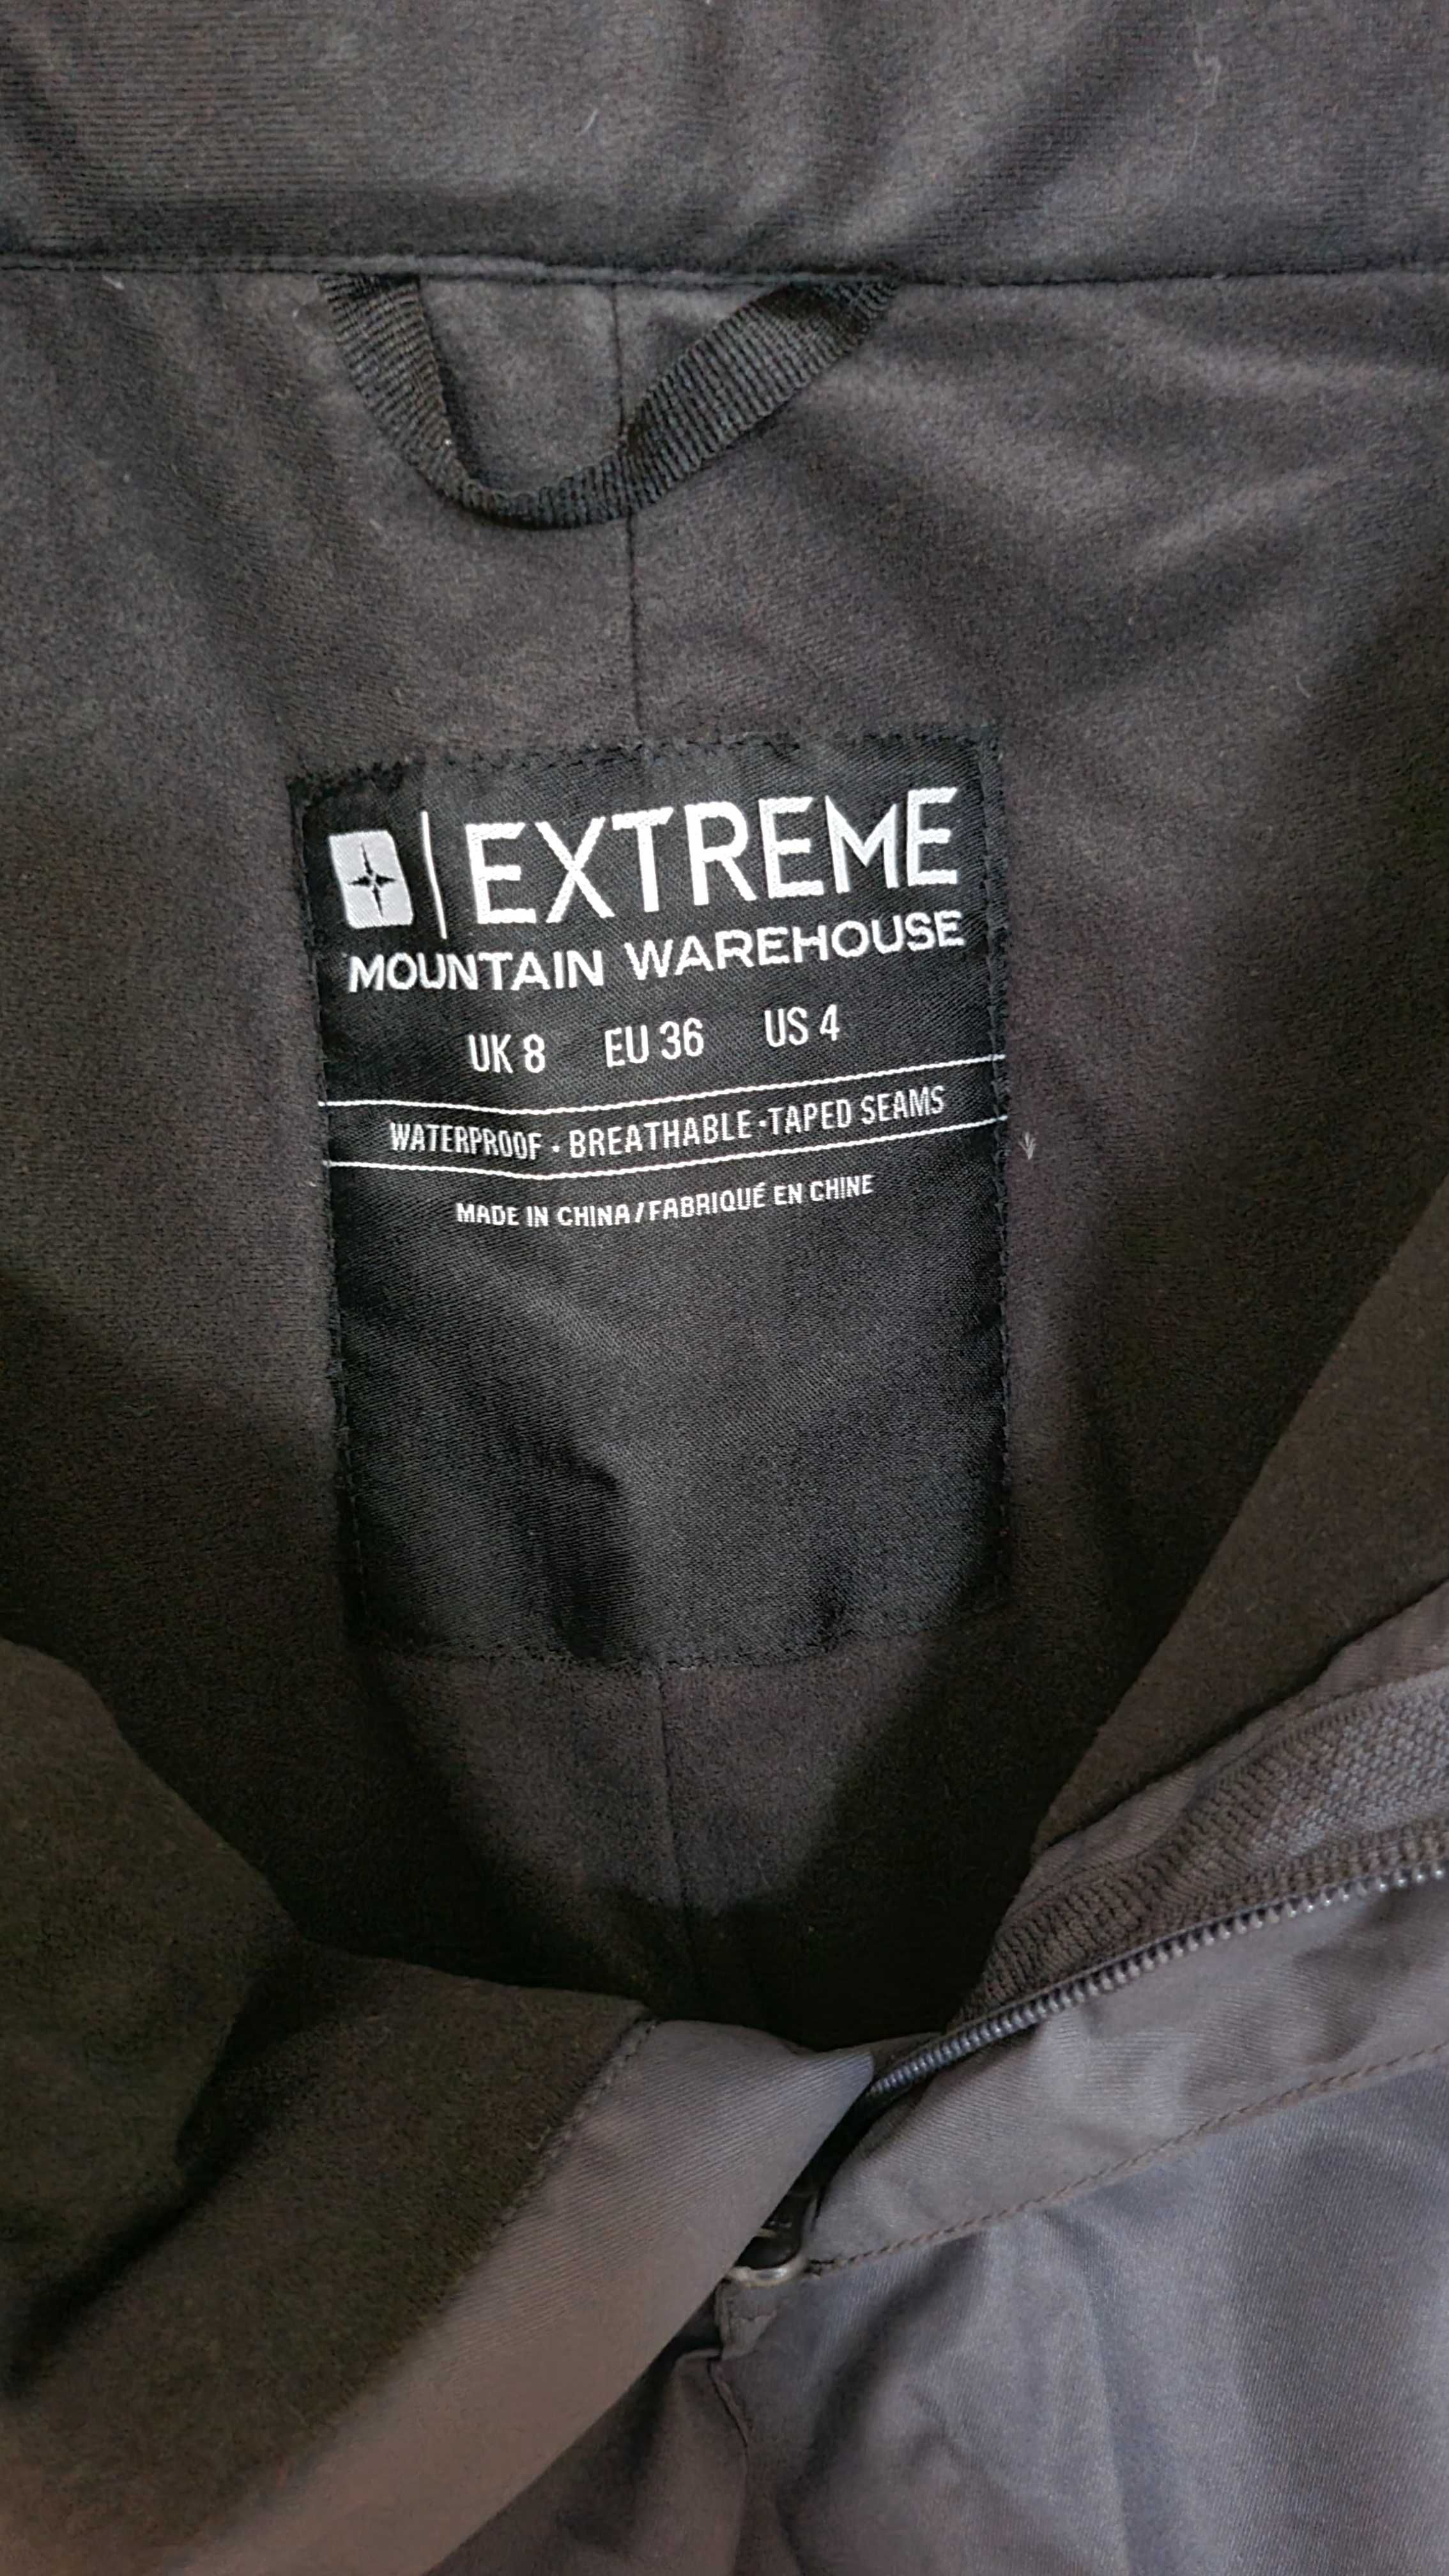 EXTREME
MOUNTAIN WAREHOUSE
UK 8 EU 36 US 4
WATERPROOF · BREATHABLE · TAPED SEAMS
MADE IN CHINA / FABRIQUÉ EN CHINE